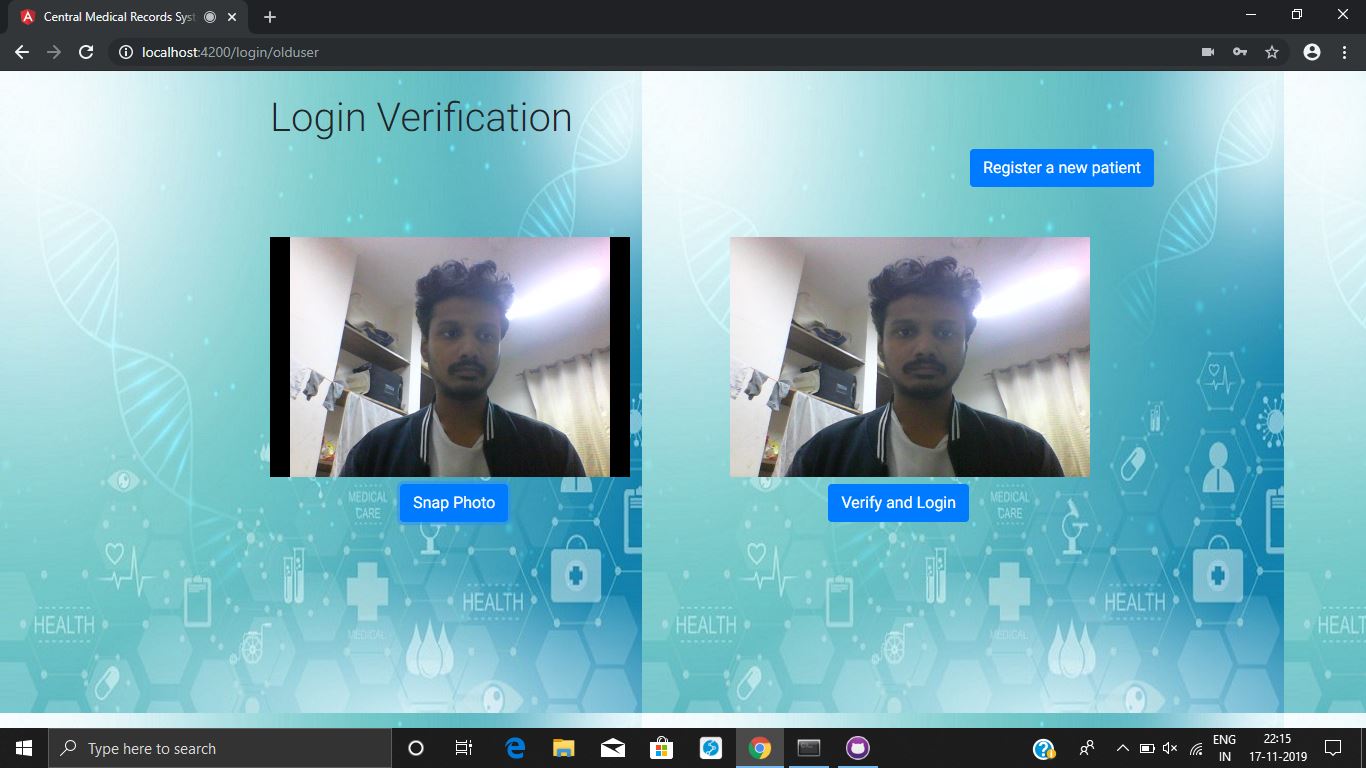 Central Medical Records Syst
localhost:4200/login/olduser
Login Verification
Register a new patient
Snap Photo
Verify and Login
MEDICAL
CARE
MEDICAL
CARE
HEALTH
HEALTH
HEALTH
HEALTH
HEALT
MEDICAL
MEDICAL
Type here to search
ENG
IN
22:15
17-11-2019